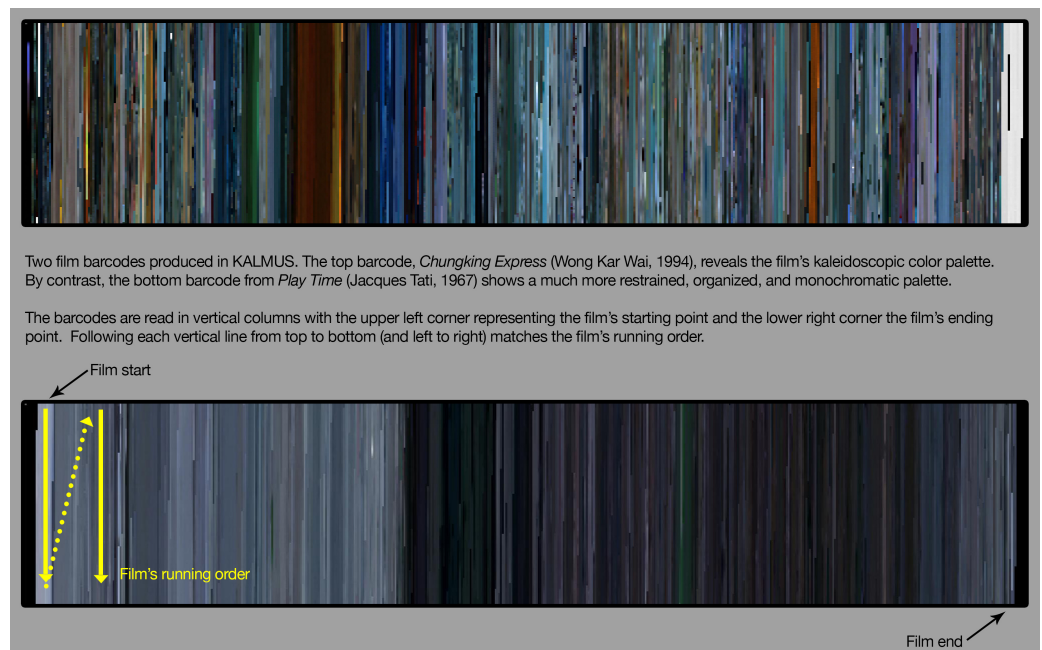 Two film barcodes produced in KALMUS. The top barcode, Chungking Express (Wong Kar Wai, 1994), reveals the film's kaleidoscopic color palette.
By contrast, the bottom barcode from Play Time (Jacques Tati, 1967) shows a much more restrained, organized, and monochromatic palette.
The barcodes are read in vertical columns with the upper left corner representing the film's starting point and the lower right corner the film's ending
point.  Following each vertical line from top to bottom (and left to right) matches the film's running order.
Film start
Film's running order
Film end